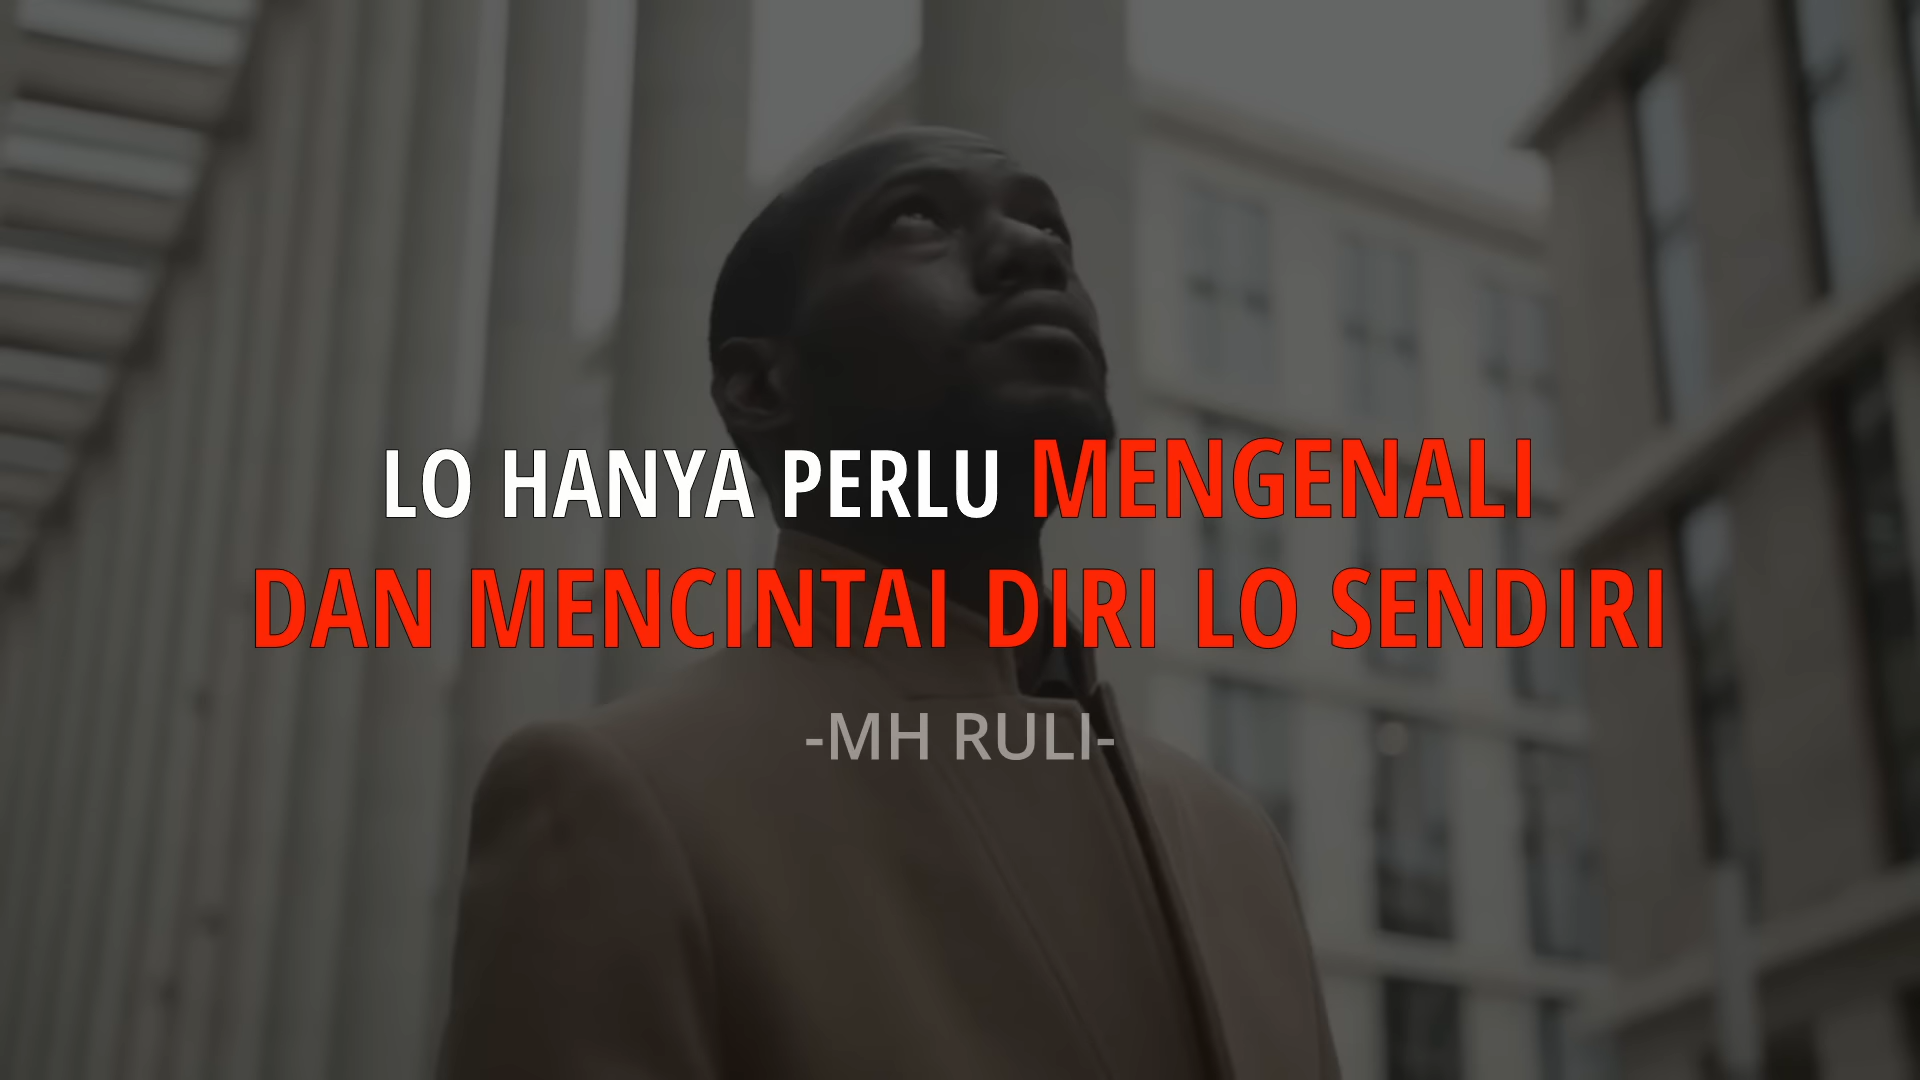 LO HANYA PERLU MENGENALI
DAN MENCINTAI DIRI LO SENDIRI
-MH RULI-